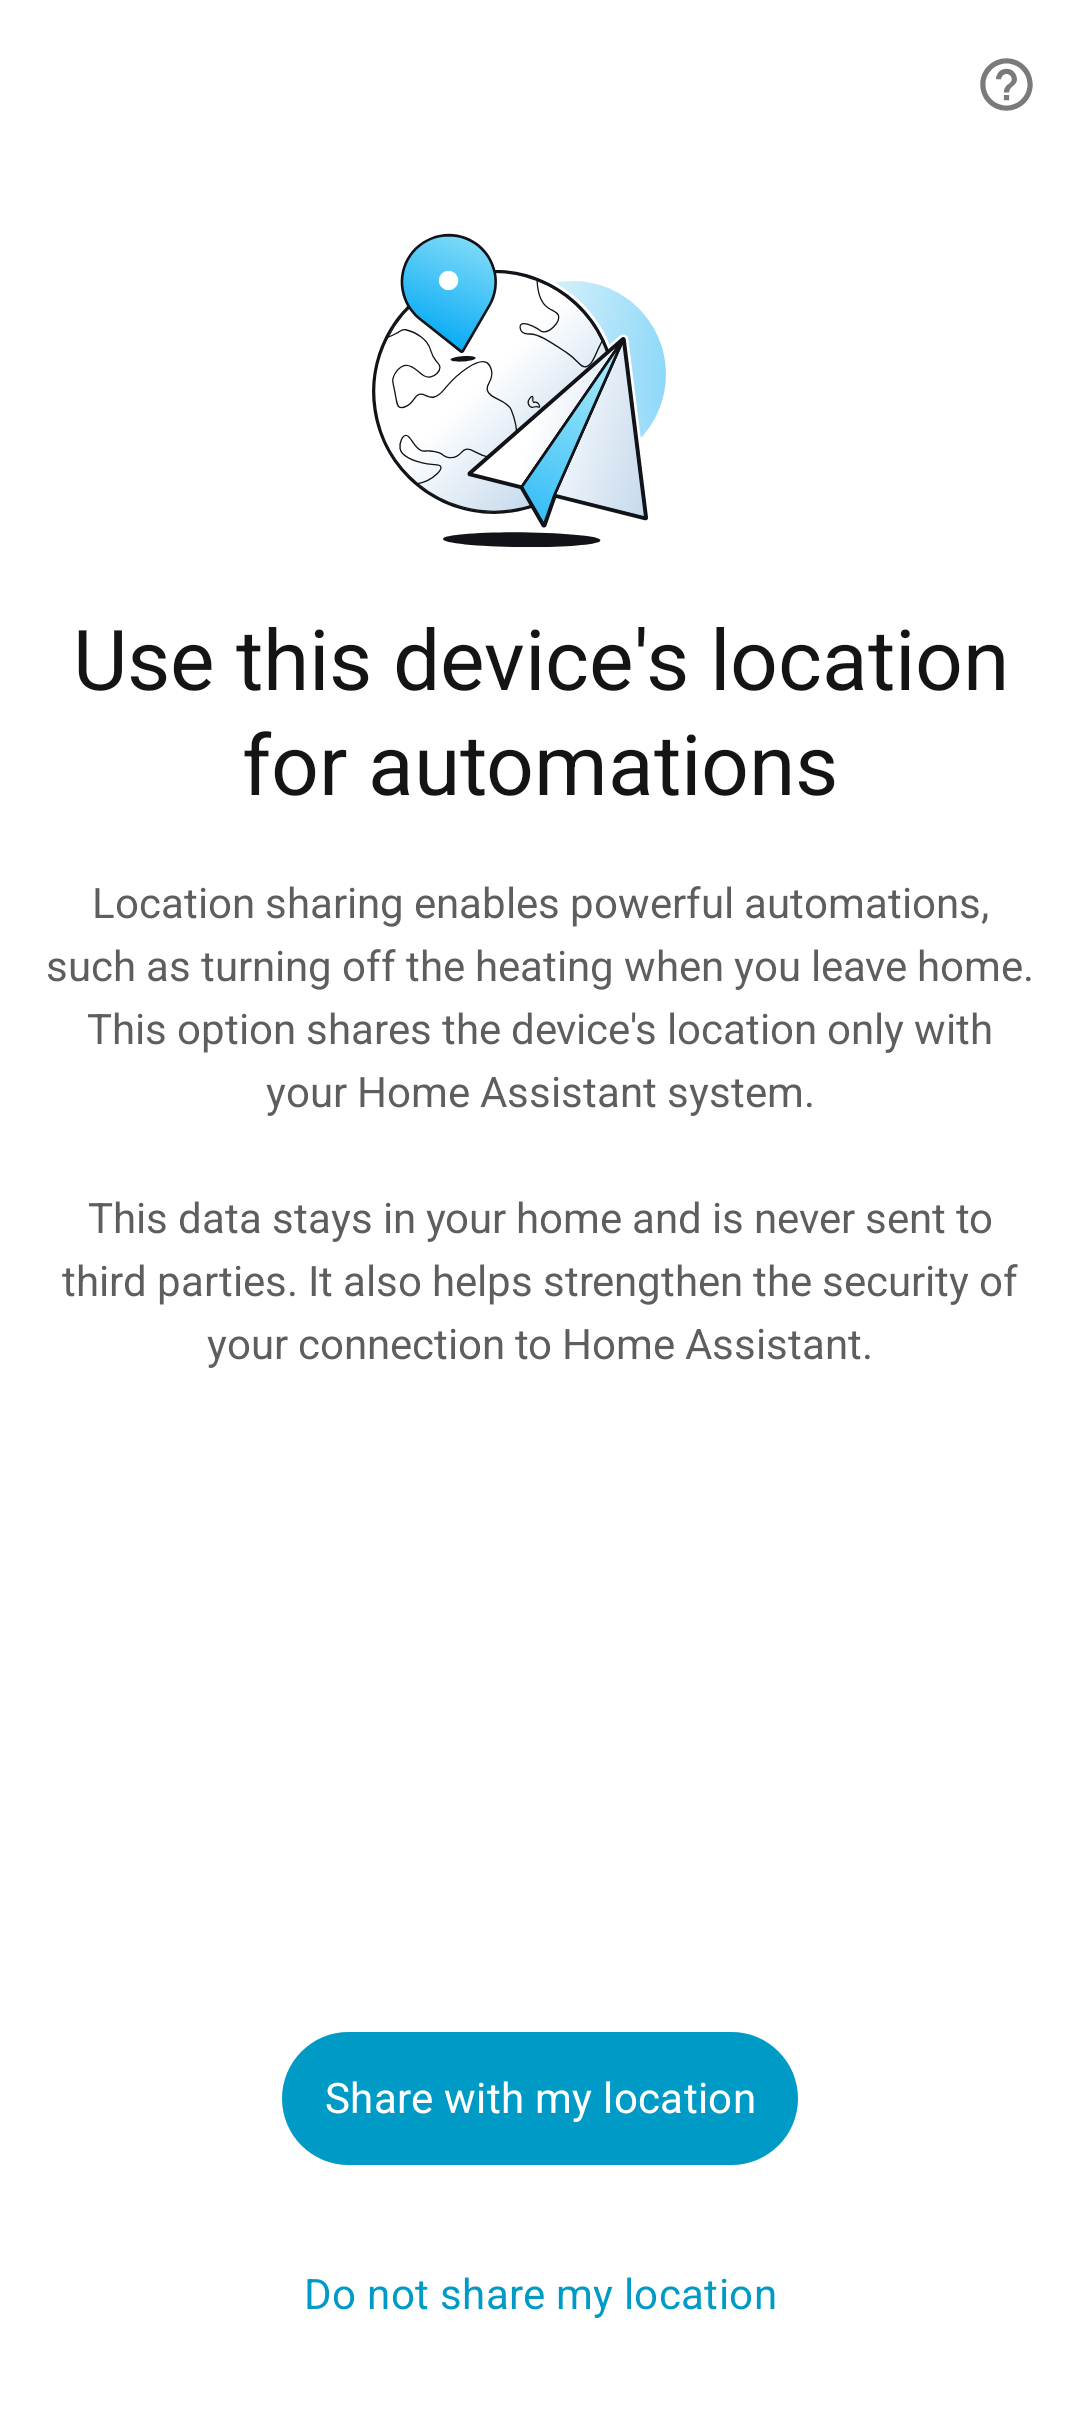 Use this device's location
for automations
Location sharing enables powerful automations,
such as turning off the heating when you leave home.
This option shares the device's location only with
your Home Assistant system.
This data stays in your home and is never sent to
third parties. It also helps strengthen the security of
your connection to Home Assistant.
Share with my location
Do not share my location